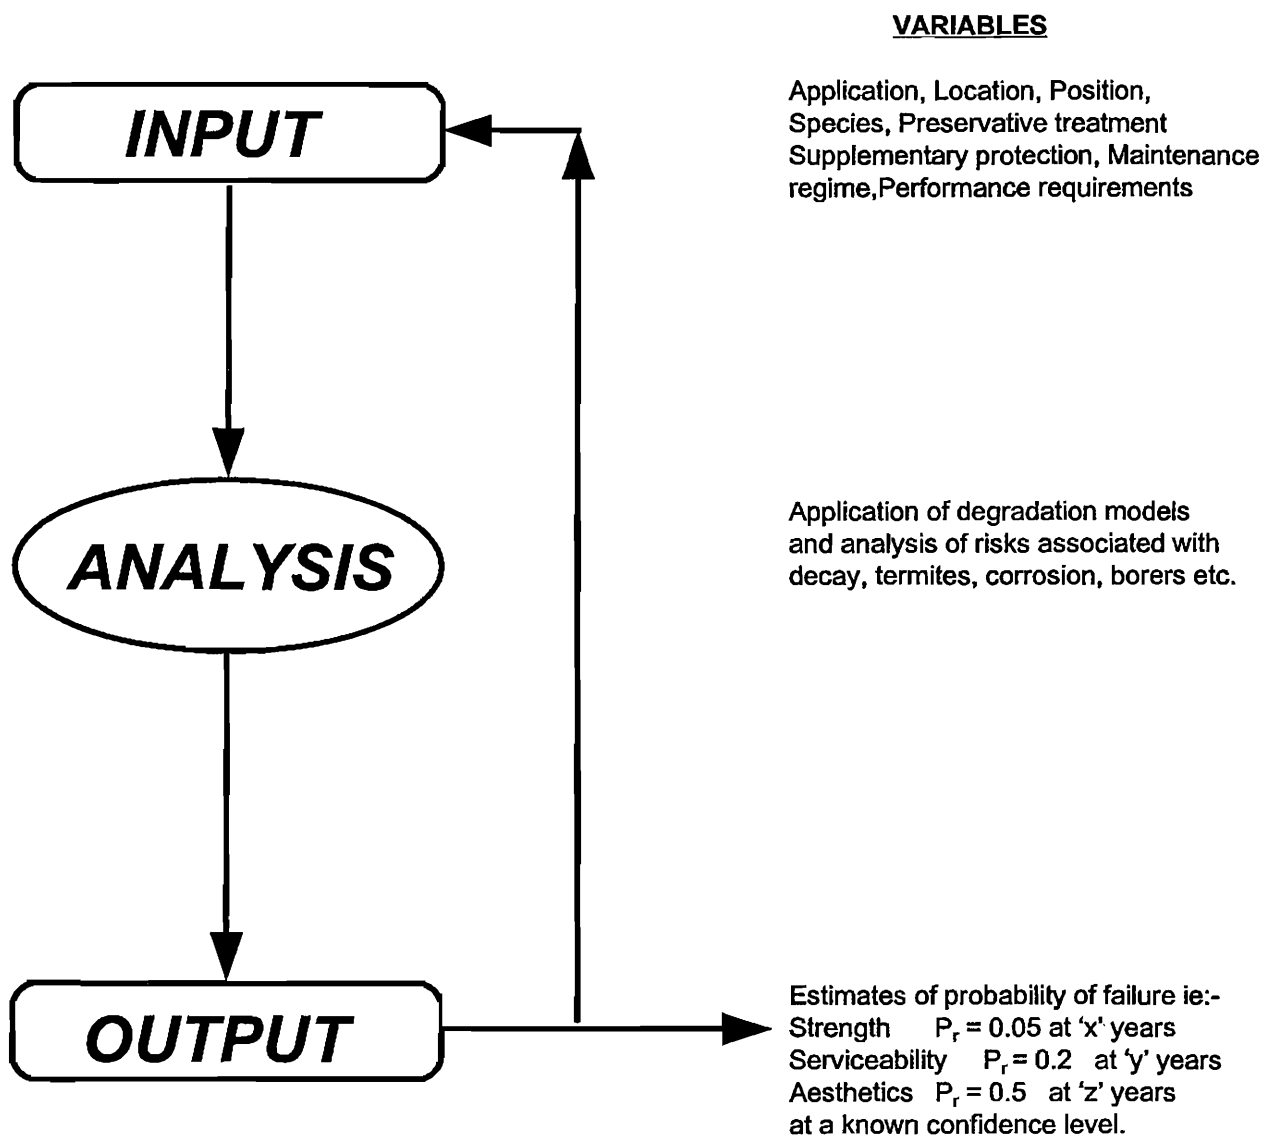 VARIABLES
INPUT
Application, Location, Position,
Species, Preservative treatment
Supplementary protection, Maintenance
regime,Performance requirements
ANALYSIS
Application of degradation models
and analysis of risks associated with
decay, termites, corrosion, borers etc.
OUTPUT
Estimates of probability of failure ie:-
Strength Pr = 0.05 at 'x' years
Serviceability Pr = 0.2 at 'y' years
Aesthetics Pr = 0.5 at 'z' years
at a known confidence level.